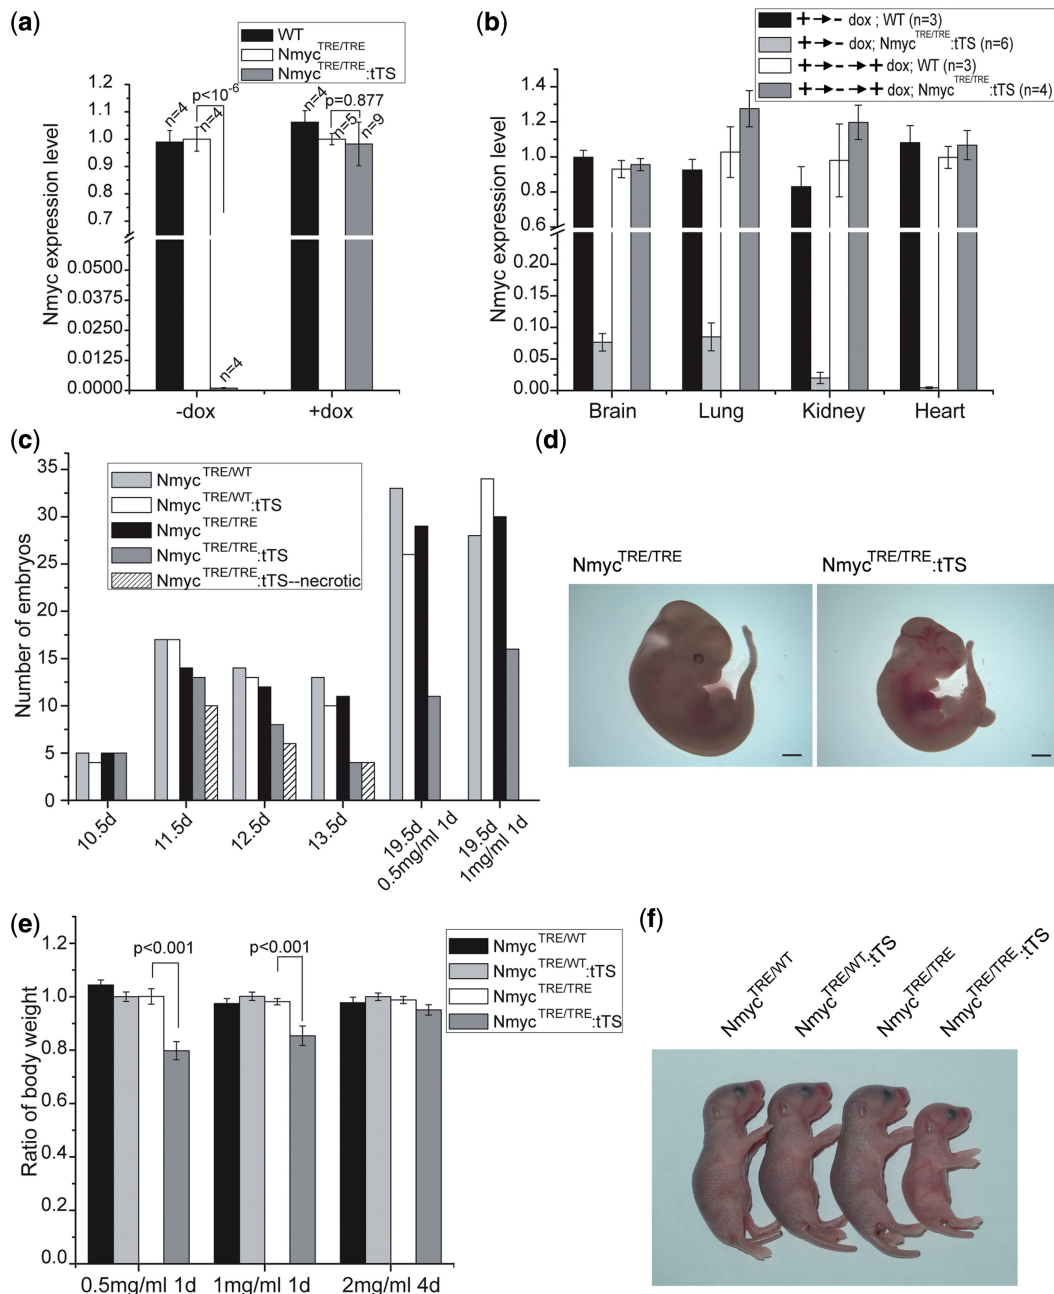 (a)
WT
Nmyc TRE/TRE
Nmyc TRE/TRE:tTS
Nmyc expression level
1.2
1.1
1.0
0.9
0.8
1.0
0.0500
0.0375
0.0250
0.0125
0.0000
n=4
p<10-6
n=4
n=4
n=4
p=0.877
n=5
n=9
-dox
+dox
(b)
+→- dox ; WT (n=3)
+→- dox; Nmyc TRE/TRE:tTS (n=6)
+→-→+ dox; WT (n=3)
+→-→+ dox; Nmyc TRE/TRE:tTS (n=4)
Nmyc expression level
1.4
1.2
1.0
0.8
0.6
0.20
0.15
0.10
0.05
0.00
Brain
Lung
Kidney
Heart
(c)
Nmyc TRE/WT
Nmyc TRE/WT:tTS
Nmyc TRE/TRE
Nmyc TRE/TRE:tTS
Nmyc TRE/TRE:tTS--necrotic
Number of embryos
35
30
25
20
15
10
5
0
10.5d
11.5d
12.5d
13.5d
19.5d
0.5mg/ml 1d
19.5d
1mg/ml 1d
(d)
Nmyc TRE/TRE
Nmyc TRE/TRE:tTS
(e)
Nmyc TRE/WT
Nmyc TRE/WT:tTS
Nmyc TRE/TRE
Nmyc TRE/TRE:tTS
Ratio of body weight
1.2
1.0
0.8
0.6
0.4
0.2
0.0
p<0.001
p<0.001
0.5mg/ml 1d
1mg/ml 1d
2mg/ml 4d
(f)
Nmyc TRE/WT
Nmyc TRE/WT:tTS
Nmyc TRE/TRE
Nmyc TRE/TRE:tTS